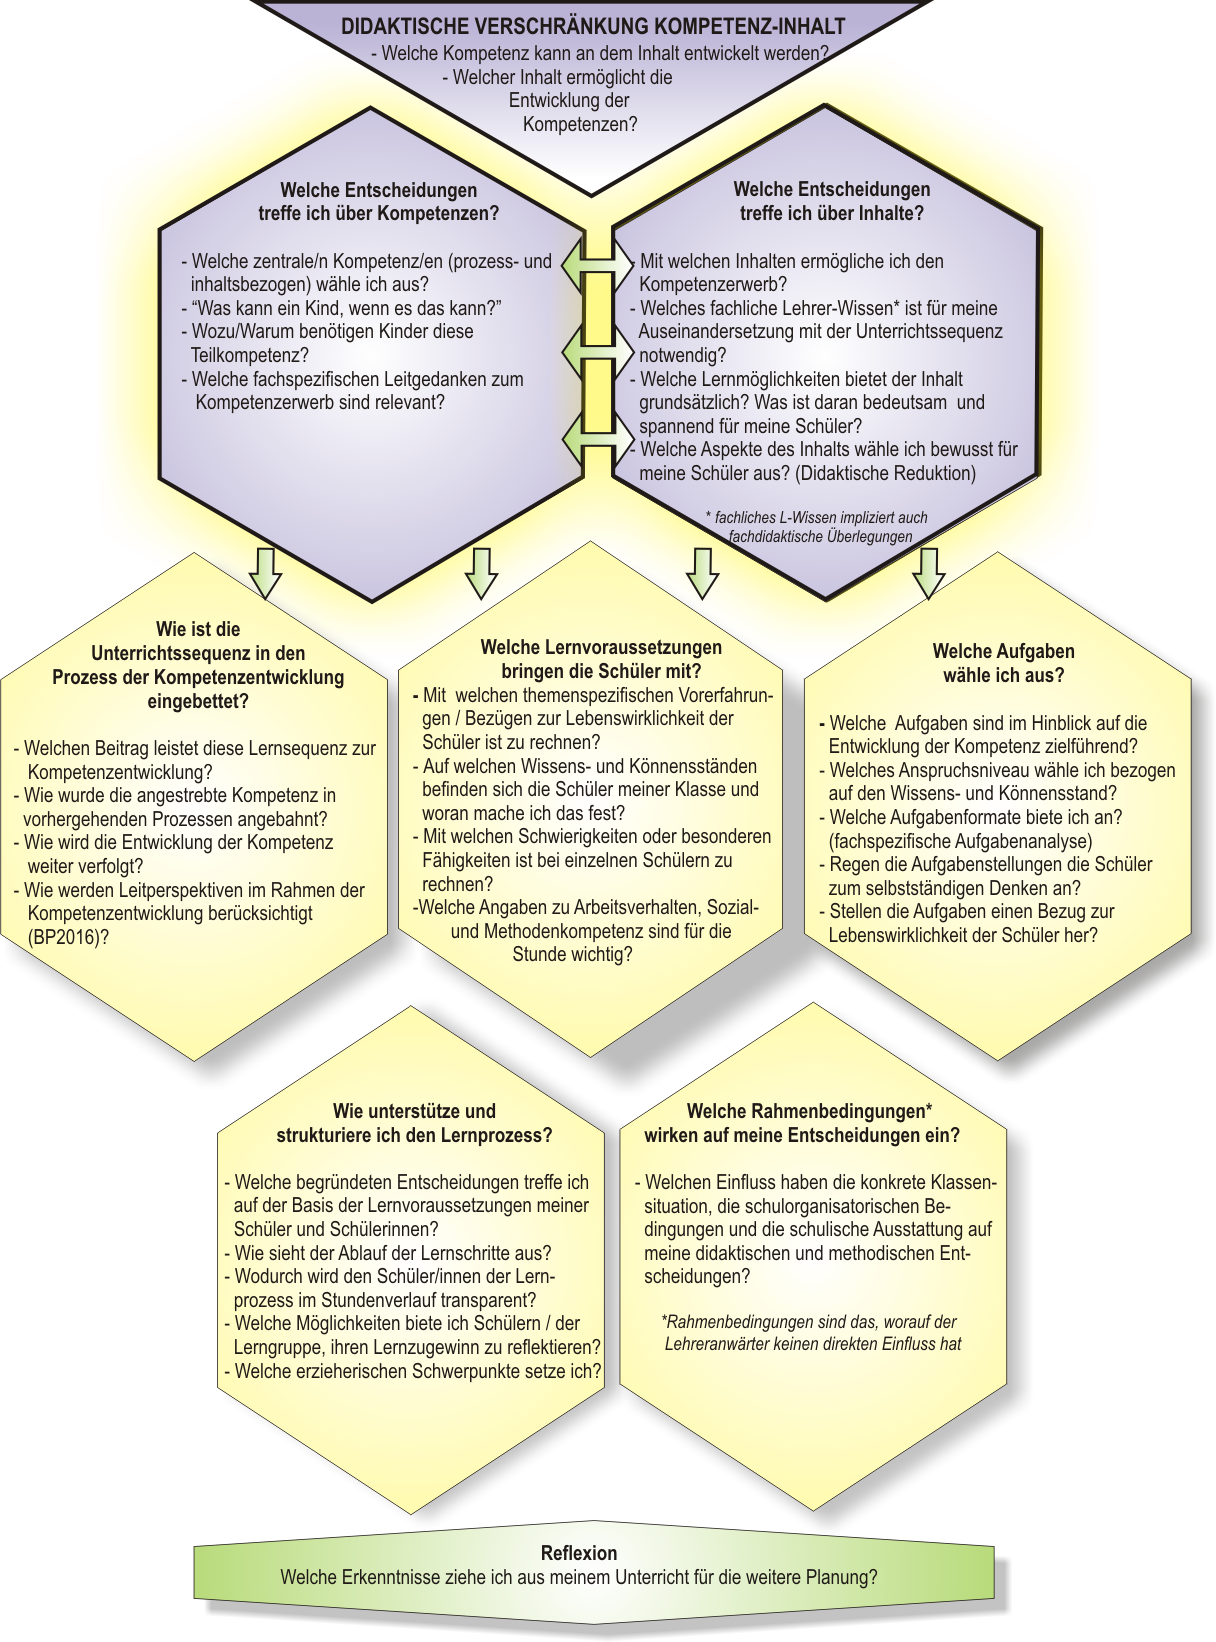 DIDAKTISCHE VERSCHRÄNKUNG KOMPETENZ-INHALT
- Welche Kompetenz kann an dem Inhalt entwickelt werden?
- Welcher Inhalt ermöglicht die
Entwicklung der
Kompetenzen?
Welche Entscheidungen
treffe ich über Kompetenzen?
- Welche zentrale/n Kompetenz/en (prozess- und
inhaltsbezogen) wähle ich aus?
- “Was kann ein Kind, wenn es das kann?”
- Wozu/Warum benötigen Kinder diese
Teilkompetenz?
- Welche fachspezifischen Leitgedanken zum
Kompetenzerwerb sind relevant?
Welche Entscheidungen
treffe ich über Inhalte?
- Mit welchen Inhalten ermögliche ich den
Kompetenzerwerb?
- Welches fachliche Lehrer-Wissen* ist für meine
Auseinandersetzung mit der Unterrichtssequenz
notwendig?
- Welche Lernmöglichkeiten bietet der Inhalt
grundsätzlich? Was ist daran bedeutsam und
spannend für meine Schüler?
- Welche Aspekte des Inhalts wähle ich bewusst für
meine Schüler aus? (Didaktische Reduktion)
* fachliches L-Wissen impliziert auch
fachdidaktische Überlegungen
Wie ist die
Unterrichtssequenz in den
Prozess der Kompetenzentwicklung
eingebettet?
- Welchen Beitrag leistet diese Lernsequenz zur
Kompetenzentwicklung?
- Wie wurde die angestrebte Kompetenz in
vorhergehenden Prozessen angebahnt?
- Wie wird die Entwicklung der Kompetenz
weiter verfolgt?
- Wie werden Leitperspektiven im Rahmen der
Kompetenzentwicklung berücksichtigt
(BP2016)?
Welche Lernvoraussetzungen
bringen die Schüler mit?
- Mit welchen themenspezifischen Vorerfahrun-
gen / Bezügen zur Lebenswirklichkeit der
Schüler ist zu rechnen?
- Auf welchen Wissens- und Könnensständen
befinden sich die Schüler meiner Klasse und
woran mache ich das fest?
- Mit welchen Schwierigkeiten oder besonderen
Fähigkeiten ist bei einzelnen Schülern zu
rechnen?
-Welche Angaben zu Arbeitsverhalten, Sozial-
und Methodenkompetenz sind für die
Stunde wichtig?
Welche Aufgaben
wähle ich aus?
- Welche Aufgaben sind im Hinblick auf die
Entwicklung der Kompetenz zielführend?
- Welches Anspruchsniveau wähle ich bezogen
auf den Wissens- und Könnensstand?
- Welche Aufgabenformate biete ich an?
(fachspezifische Aufgabenanalyse)
- Regen die Aufgabenstellungen die Schüler
zum selbstständigen Denken an?
- Stellen die Aufgaben einen Bezug zur
Lebenswirklichkeit der Schüler her?
Wie unterstütze und
strukturiere ich den Lernprozess?
- Welche begründeten Entscheidungen treffe ich
auf der Basis der Lernvoraussetzungen meiner
Schüler und Schülerinnen?
- Wie sieht der Ablauf der Lernschritte aus?
- Wodurch wird den Schüler/innen der Lern-
prozess im Stundenverlauf transparent?
- Welche Möglichkeiten biete ich Schülern / der
Lerngruppe, ihren Lernzugewinn zu reflektieren?
- Welche erzieherischen Schwerpunkte setze ich?
Welche Rahmenbedingungen*
wirken auf meine Entscheidungen ein?
- Welchen Einfluss haben die konkrete Klassen-
situation, die schulorganisatorischen Be-
dingungen und die schulische Ausstattung auf
meine didaktischen und methodischen Ent-
scheidungen?
*Rahmenbedingungen sind das, worauf der
Lehreranwärter keinen direkten Einfluss hat
Reflexion
Welche Erkenntnisse ziehe ich aus meinem Unterricht für die weitere Planung?